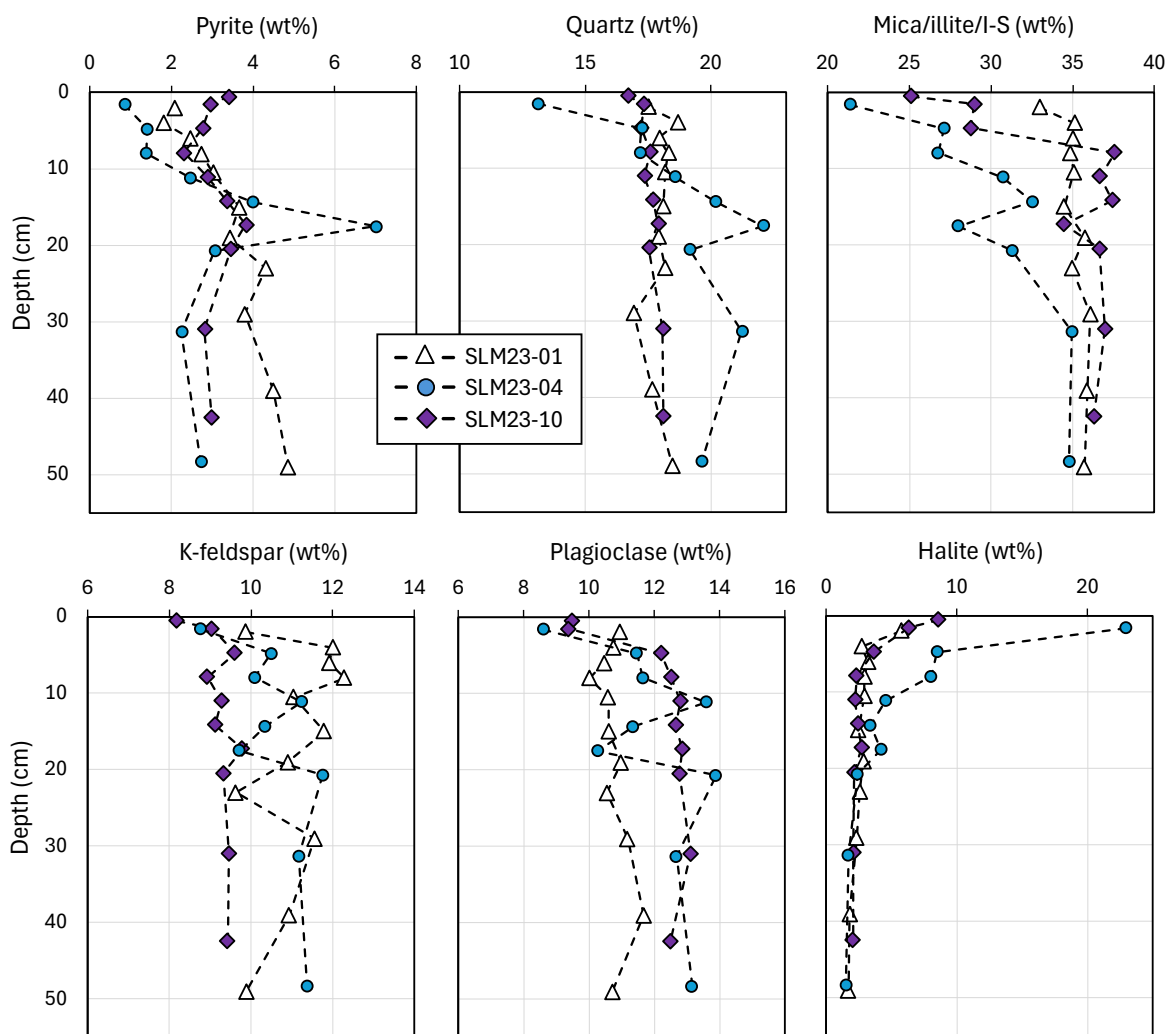 Pyrite (wt%) Quartz (wt%) Mica/illite/I-S (wt%)
0 2 4 6 8 10 15 20 20 25 30 35 40
0
10
20
30
40
50
Depth (cm)
SLM23-01
SLM23-04
SLM23-10
K-feldspar (wt%) Plagioclase (wt%) Halite (wt%)
6 8 10 12 14 6 8 10 12 14 16 0 10 20
0
10
20
30
40
50
Depth (cm)